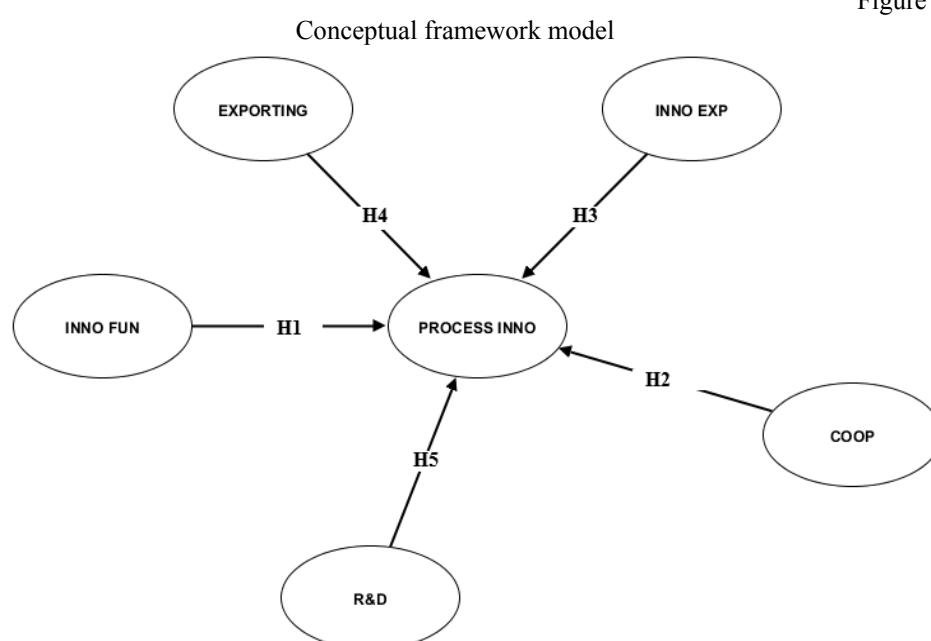 Figure
Conceptual framework model
EXPORTING
INNO EXP
H4
H3
INNO FUN
H1
PROCESS INNO
H2
COOP
H5
R&D